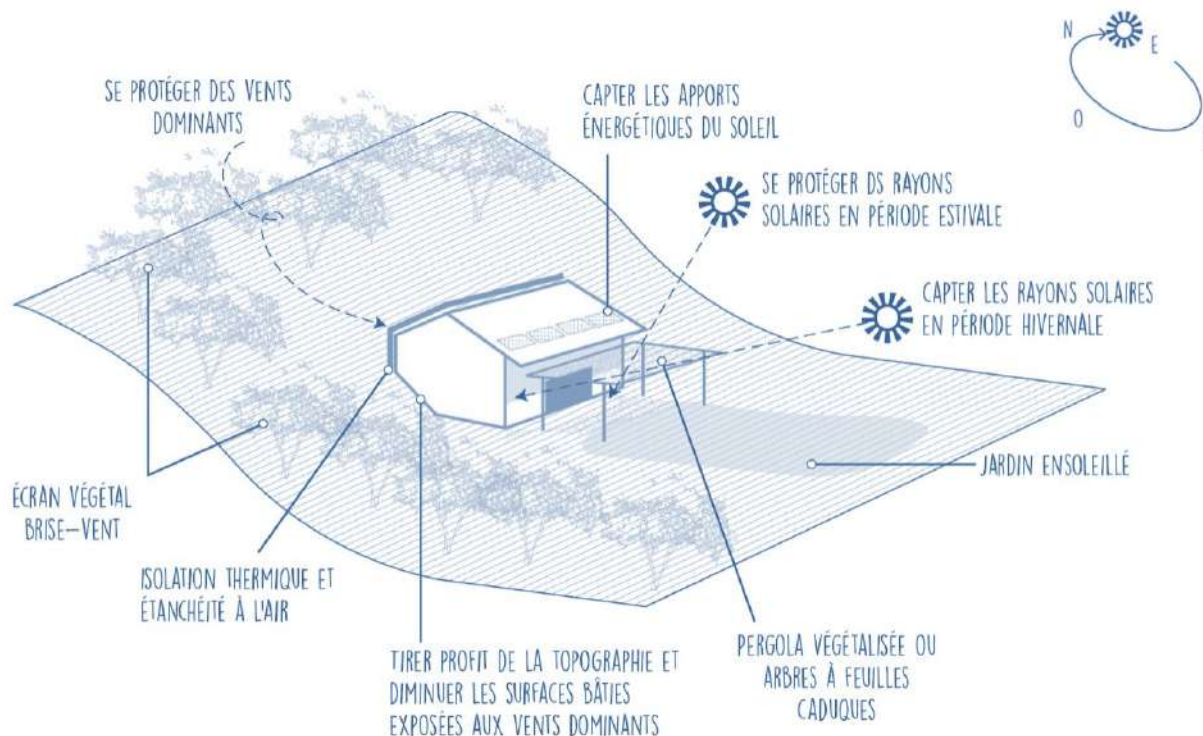 N
E
O
SE PROTÉGER DES VENTS
DOMINANTS
CAPTER LES APPORTS
ÉNERGÉTIQUES DU SOLEIL
SE PROTÉGER DS RAYONS
SOLAIRES EN PÉRIODE ESTIVALE
CAPTER LES RAYONS SOLAIRES
EN PÉRIODE HIVERNALE
JARDIN ENSOLEILLÉ
ÉCRAN VÉGÉTAL
BRISE-VENT
ISOLATION THERMIQUE ET
ÉTANCHÉITÉ À L'AIR
TIRER PROFIT DE LA TOPOGRAPHIE ET
DIMINUER LES SURFACES BÂTIES
EXPOSÉES AUX VENTS DOMINANTS
PERGOLA VÉGÉTALISÉE OU
ARBRES À FEUILLES
CADUQUES